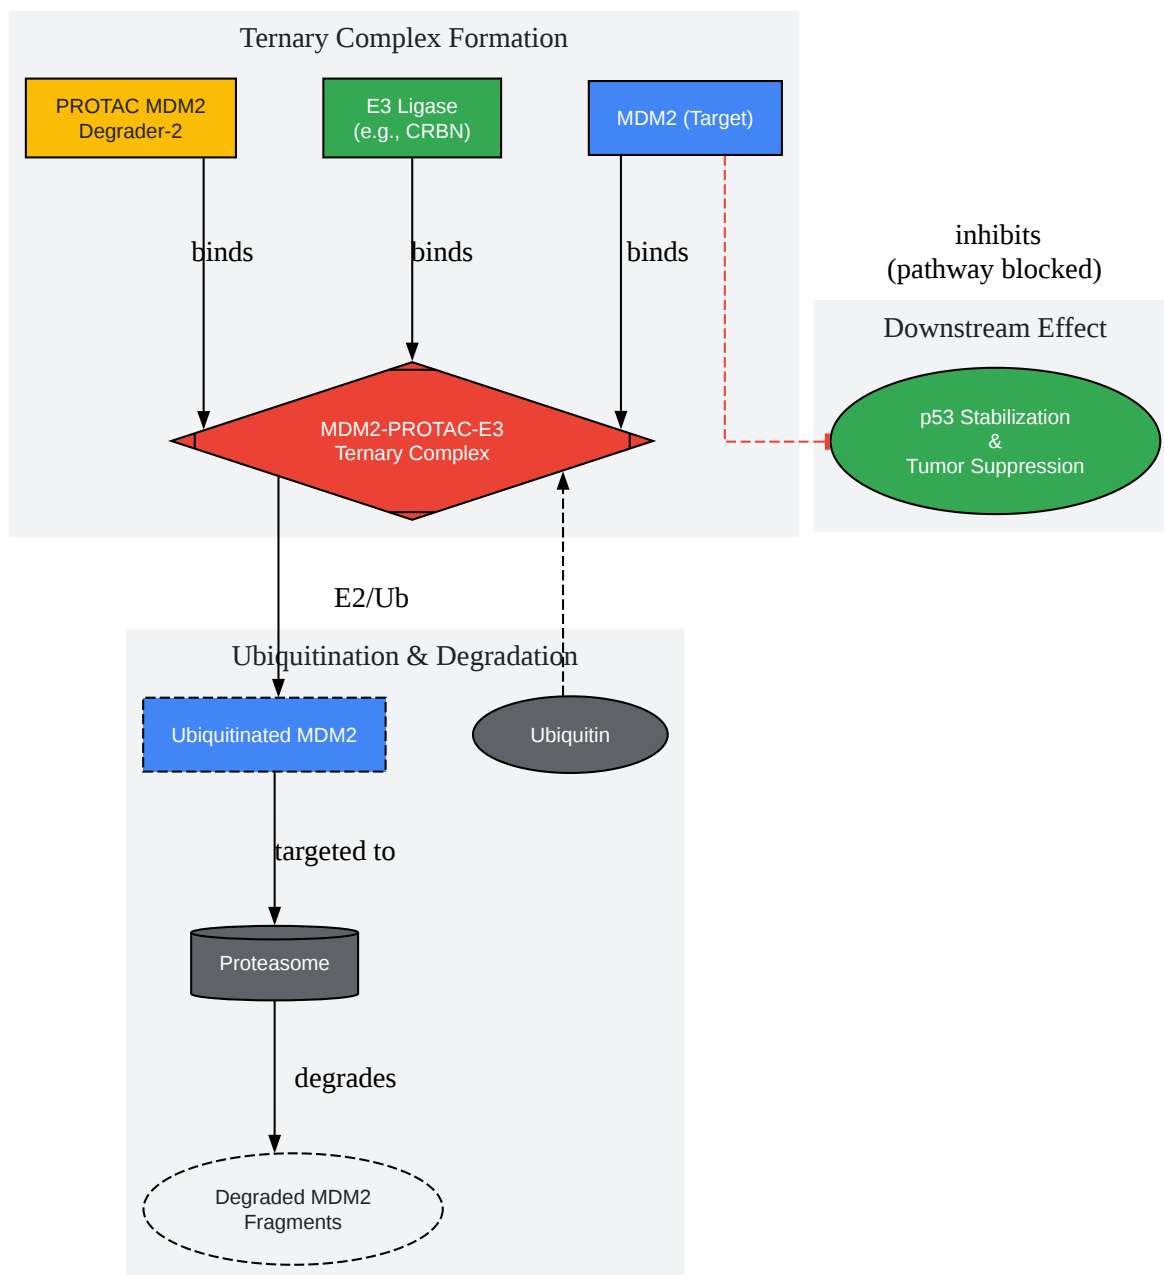 Ternary Complex Formation
PROTAC MDM2
Degrader-2
E3 Ligase
(e.g., CRBN)
MDM2 (Target)
binds
binds
binds
inhibits
(pathway blocked)
Downstream Effect
p53 Stabilization
&
Tumor Suppression
MDM2-PROTAC-E3
Ternary Complex
E2/Ub
Ubiquitination & Degradation
Ubiquitinated MDM2
Ubiquitin
targeted to
Proteasome
degrades
Degraded MDM2
Fragments